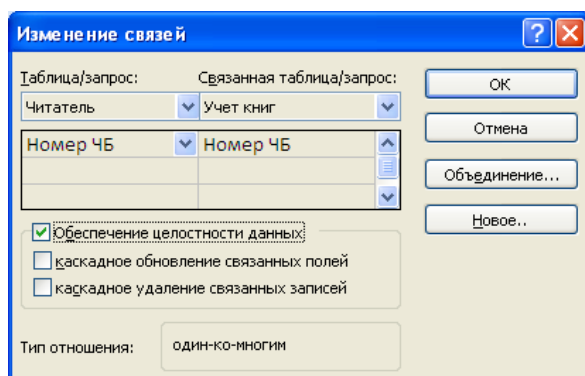 Изменение связей
Таблица/запрос: Связанная таблица/запрос:
Читатель Учет книг
Номер ЧБ Номер ЧБ
Обеспечение целостности данных
каскадное обновление связанных полей
каскадное удаление связанных записей
Тип отношения: один-ко-многим
ОК
Отмена
Объединение...
Новое..